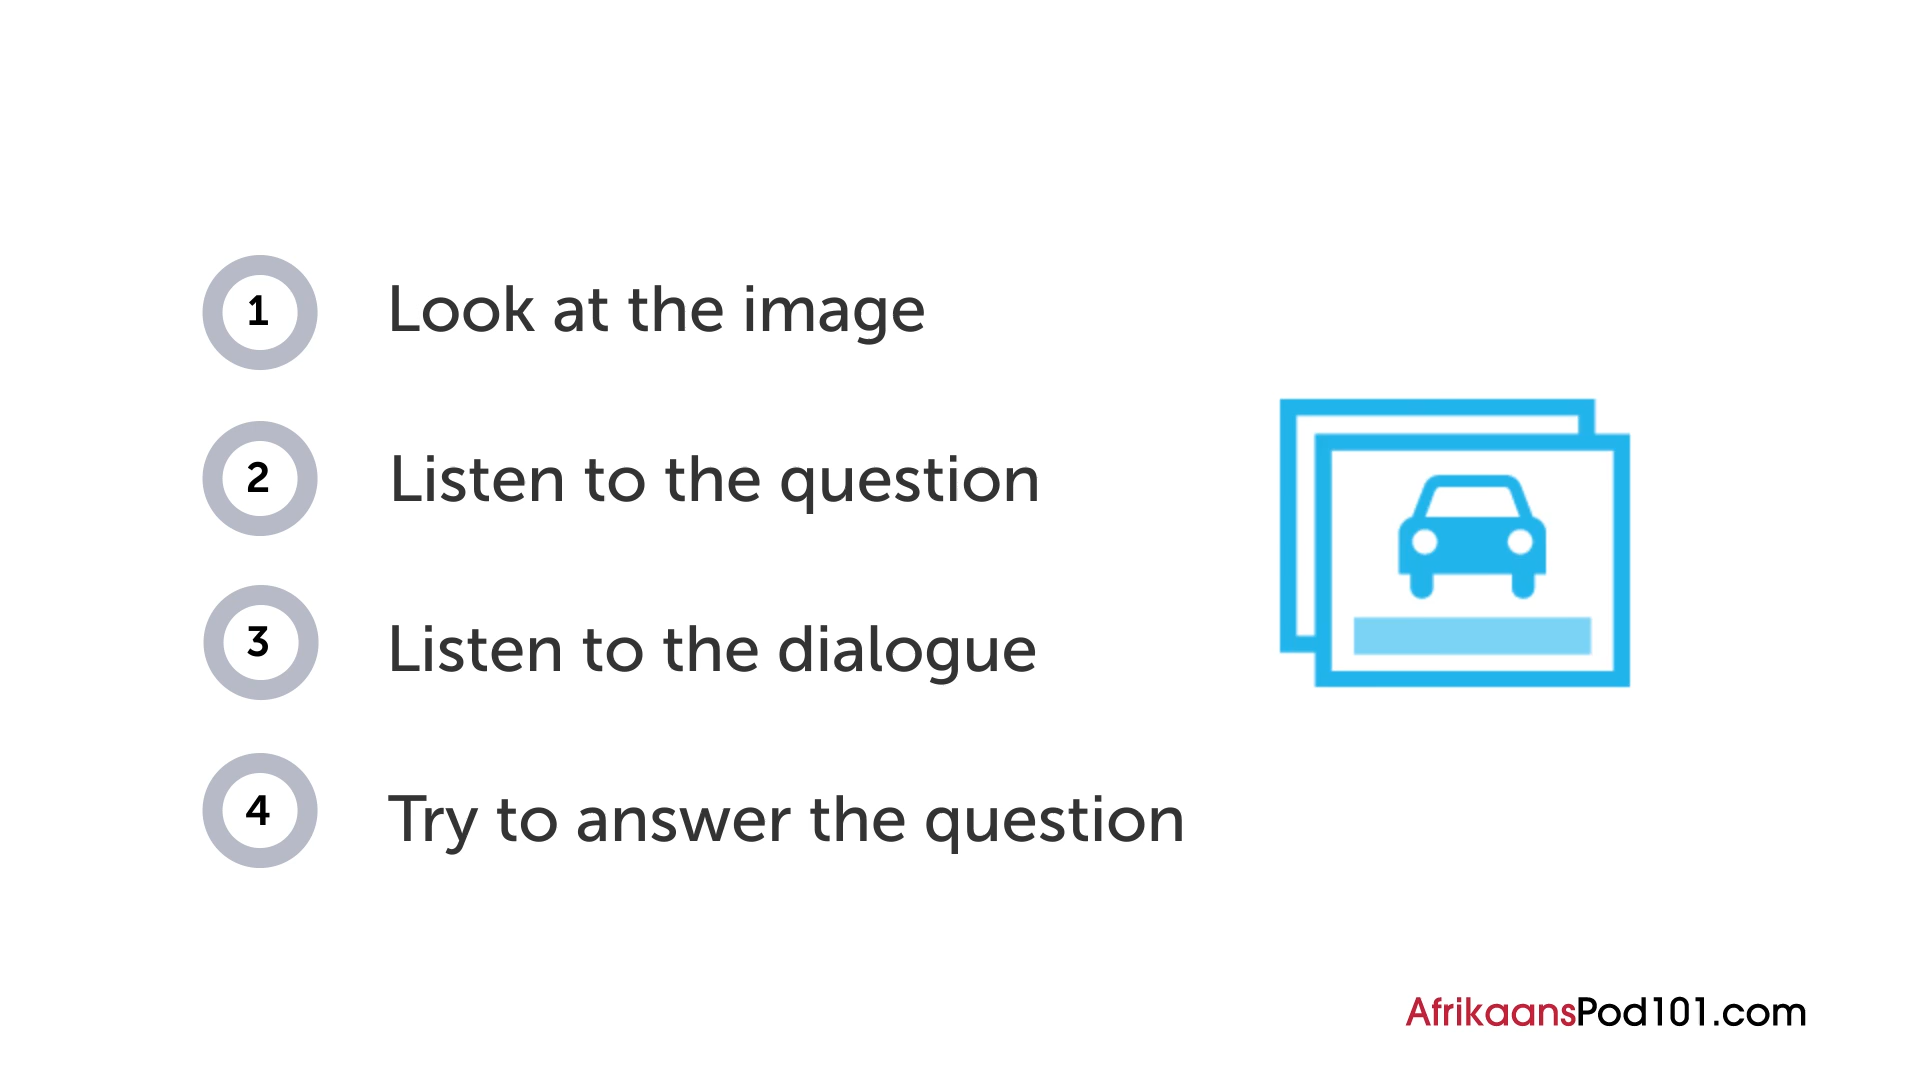 1 Look at the image
2 Listen to the question
3 Listen to the dialogue
4 Try to answer the question
AfrikaansPod101.com